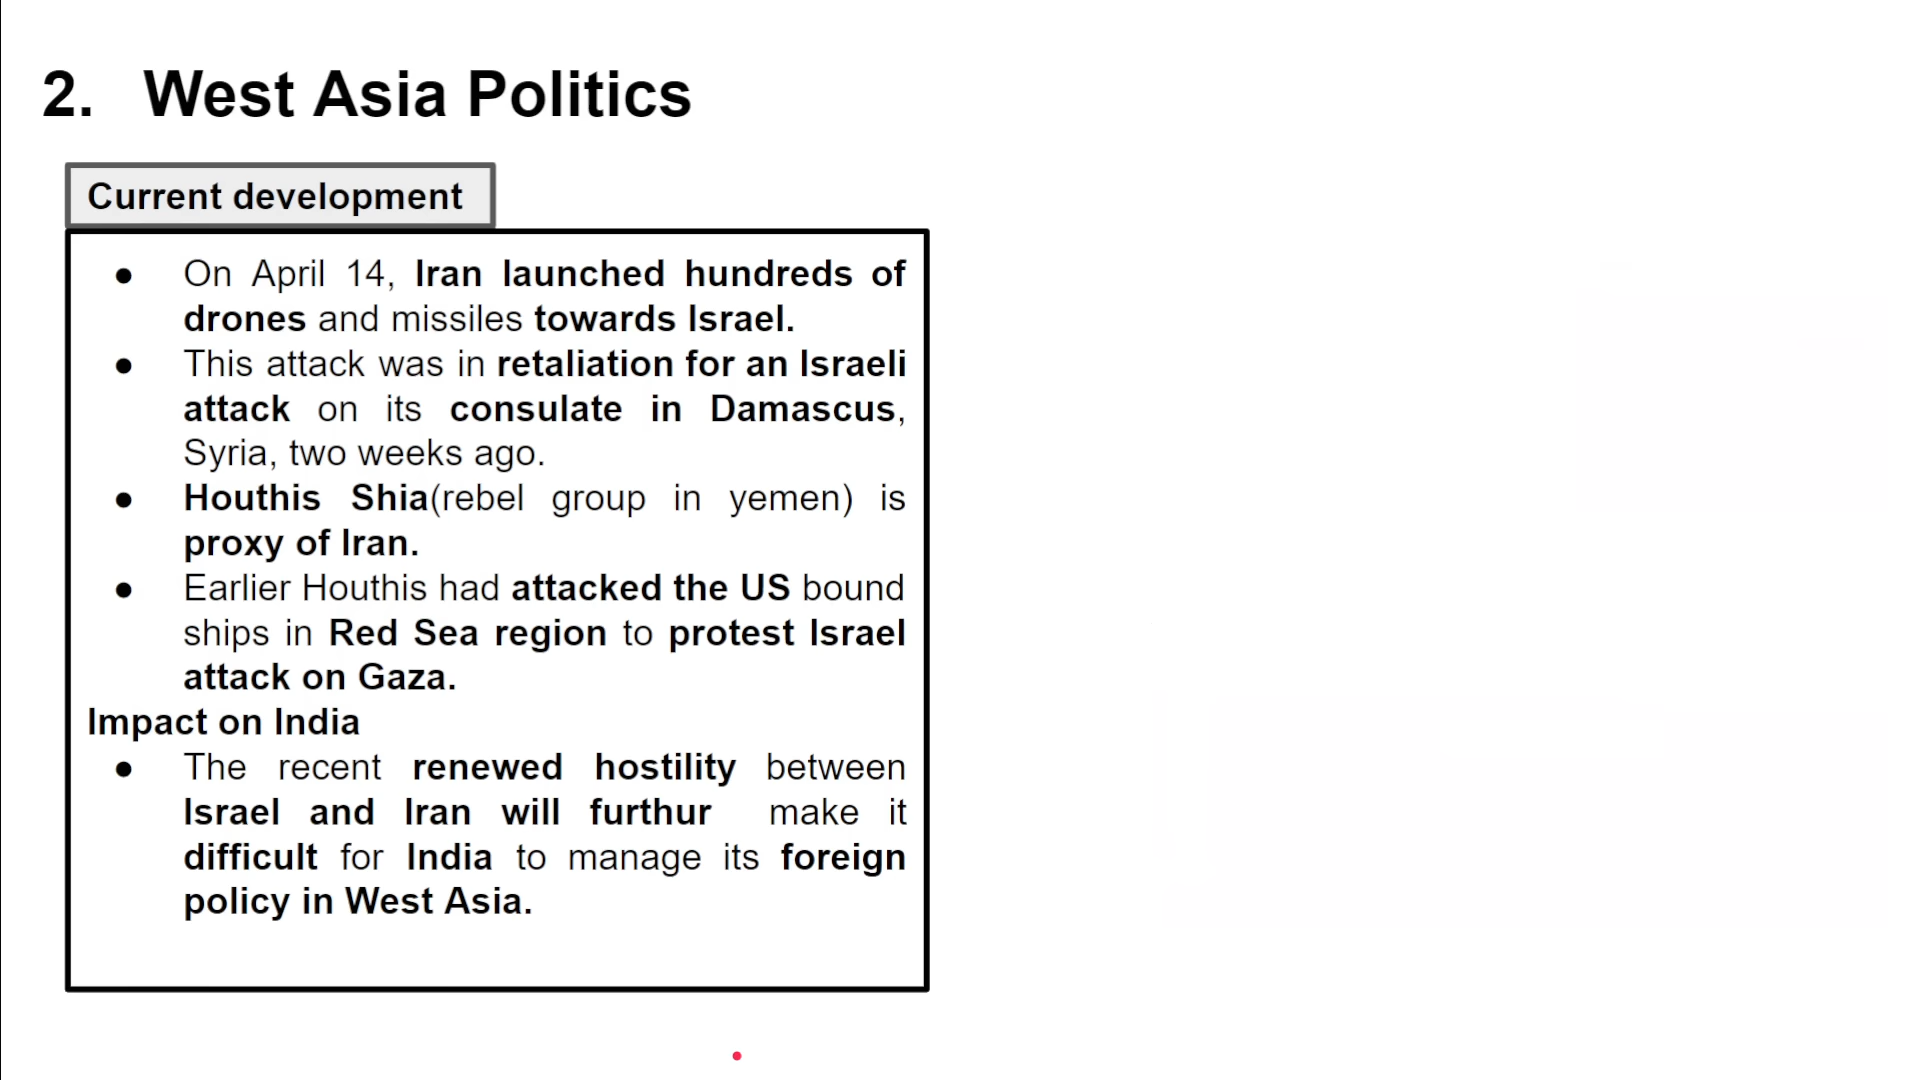 2. West Asia Politics
Current development
● On April 14, Iran launched hundreds of
drones and missiles towards Israel.
● This attack was in retaliation for an Israeli
attack on its consulate in Damascus,
Syria, two weeks ago.
● Houthis Shia(rebel group in yemen) is
proxy of Iran.
● Earlier Houthis had attacked the US bound
ships in Red Sea region to protest Israel
attack on Gaza.
Impact on India
● The recent renewed hostility between
Israel and Iran will furthur make it
difficult for India to manage its foreign
policy in West Asia.